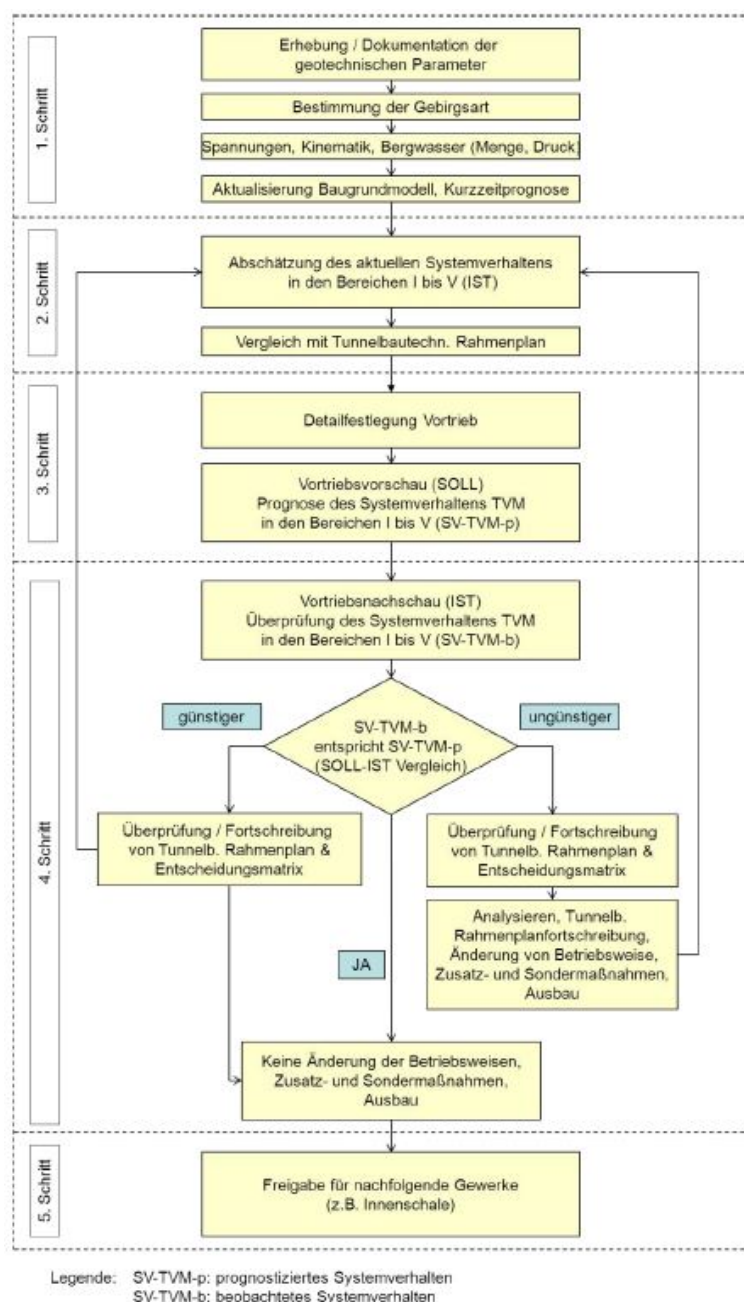 1. Schritt
Erhebung / Dokumentation der
geotechnischen Parameter
Bestimmung der Gebirgsart
Spannungen, Kinematik, Bergwasser (Menge, Druck)
Aktualisierung Baugrundmodell, Kurzzeitprognose
2. Schritt
Abschätzung des aktuellen Systemverhaltens
in den Bereichen I bis V (IST)
Vergleich mit Tunnelbautechn. Rahmenplan
3. Schritt
Detailfestlegung Vortrieb
Vortriebsvorschau (SOLL)
Prognose des Systemverhaltens TVM
in den Bereichen I bis V (SV-TVM-p)
4. Schritt
Vortriebsnachschau (IST)
Überprüfung des Systemverhaltens TVM
in den Bereichen I bis V (SV-TVM-b)
günstiger
ungünstiger
SV-TVM-b
entspricht SV-TVM-p
(SOLL-IST Vergleich)
Überprüfung / Fortschreibung
von Tunnelb. Rahmenplan &
Entscheidungsmatrix
Überprüfung / Fortschreibung
von Tunnelb. Rahmenplan &
Entscheidungsmatrix
Analysieren, Tunnelb.
Rahmenplanfortschreibung,
Änderung von Betriebsweise,
Zusatz- und Sondermaßnahmen,
Ausbau
JA
Keine Änderung der Betriebsweisen,
Zusatz- und Sondermaßnahmen,
Ausbau
5. Schritt
Freigabe für nachfolgende Gewerke
(z.B. Innenschale)
Legende: SV-TVM-p: prognostiziertes Systemverhalten
SV-TVM-b: beobachtetes Systemverhalten